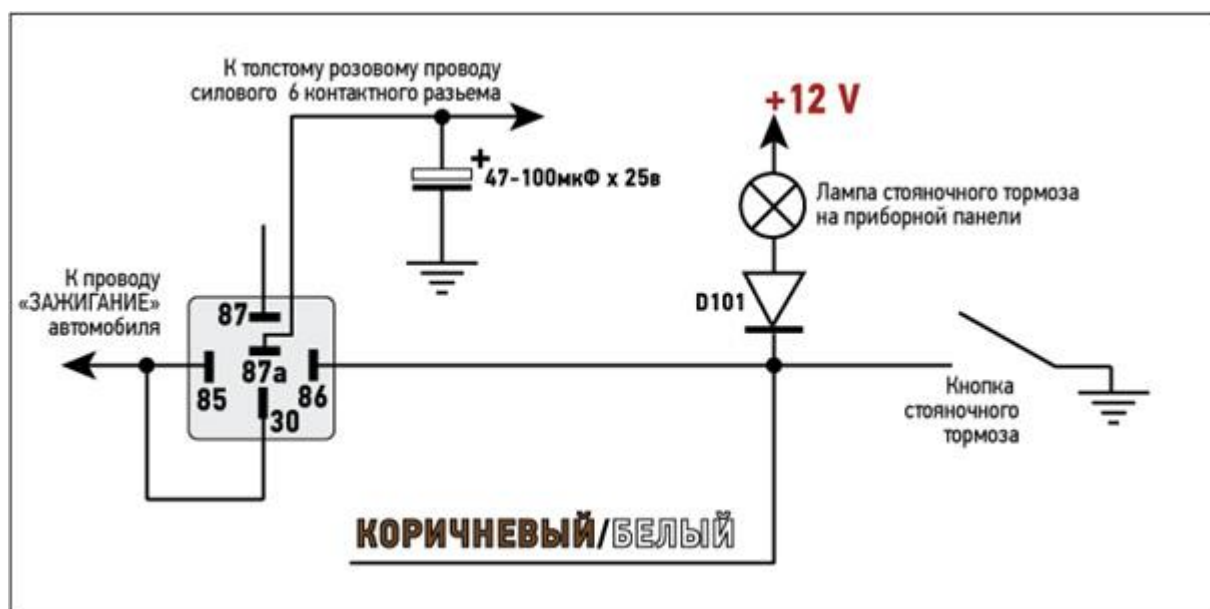 К толстому розовому проводу
силового 6 контактного разьема
+
47-100мкФ х 25в
+12 V
Лампа стояночного тормоза
на приборной панели
D101
К проводу
«ЗАЖИГАНИЕ»
автомобиля
87
87а
85
86
30
Кнопка
стояночного
тормоза
КОРИЧНЕВЫЙ/БЕЛЫЙ